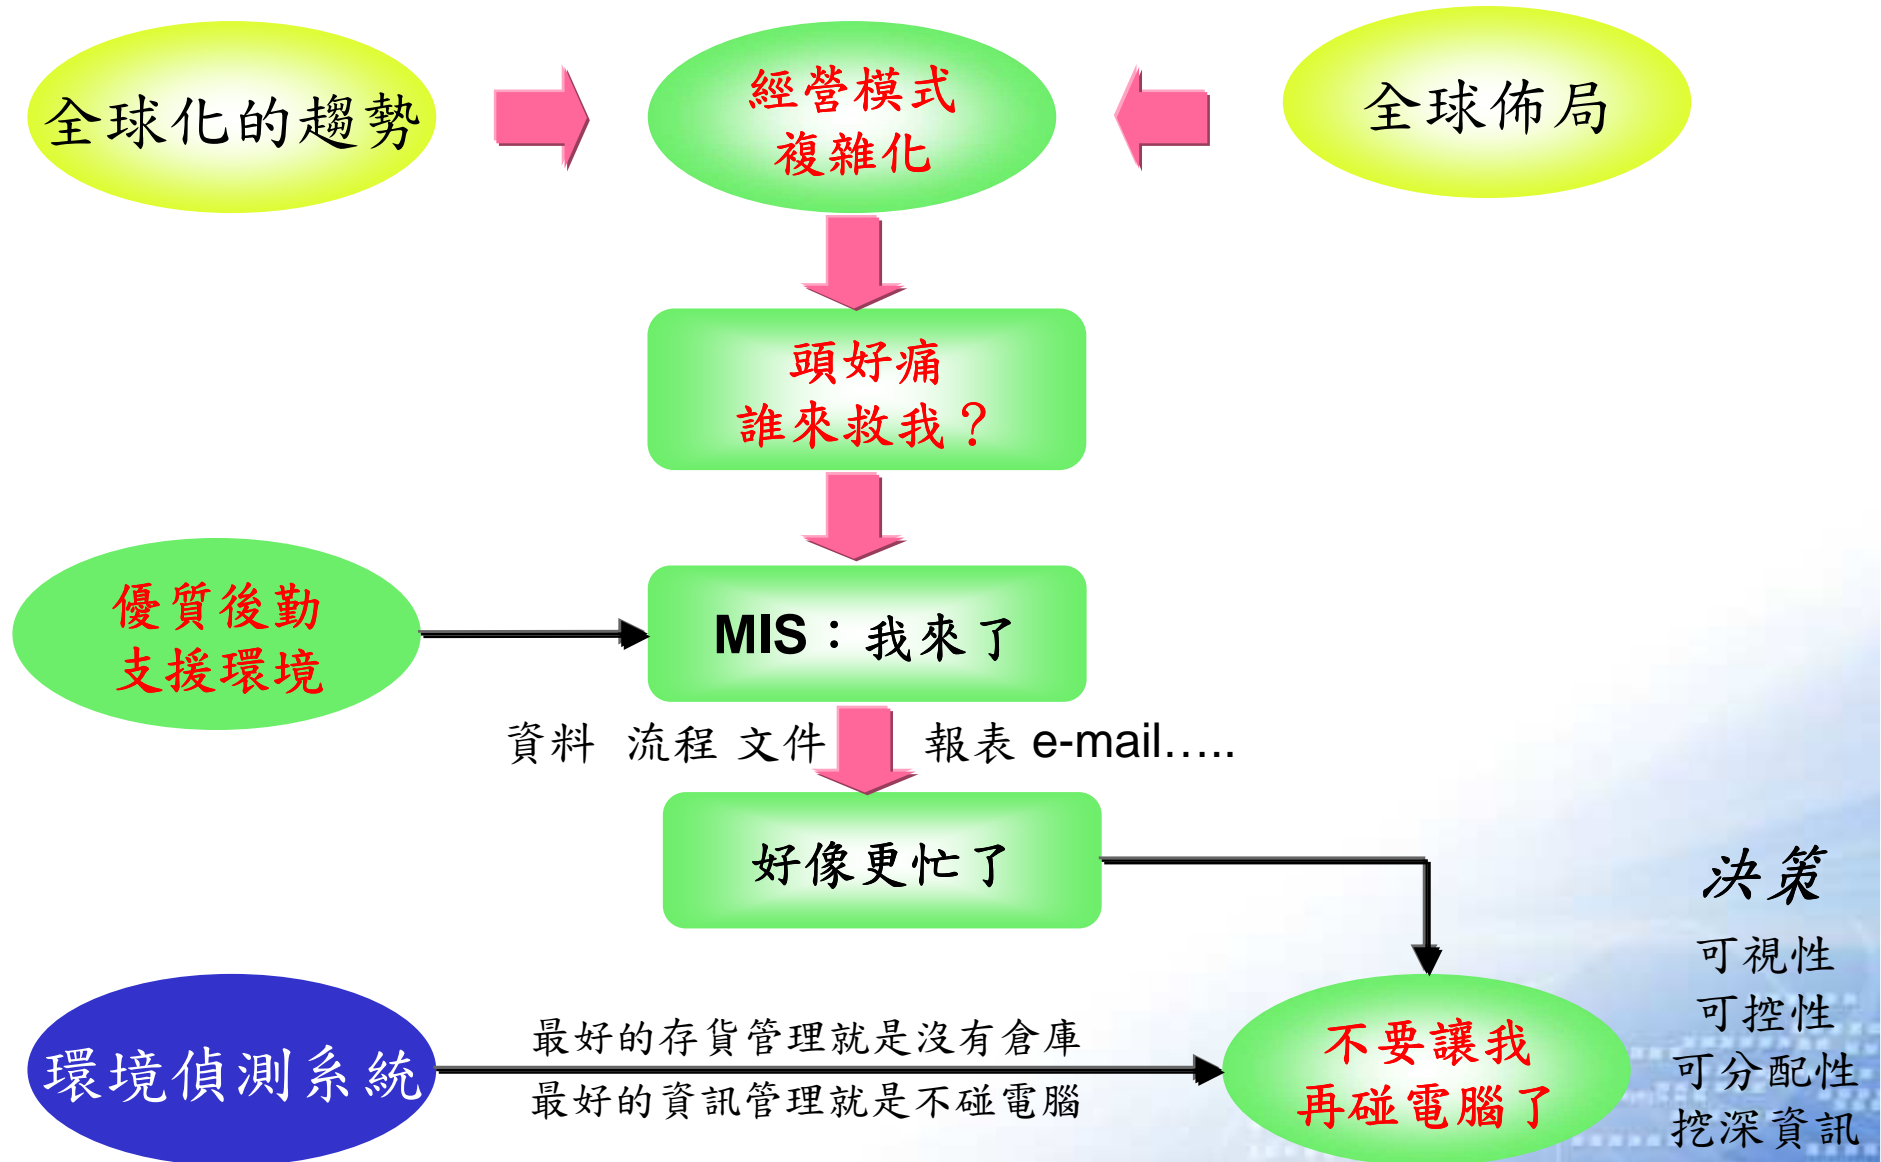 全球化的趨勢
經營模式
複雜化
全球佈局
頭好痛
誰來救我？
優質後勤
支援環境
MIS：我來了
資料 流程 文件 報表 e-mail…..
好像更忙了
決策
可視性
可控性
可分配性
挖深資訊
環境偵測系統
最好的存貨管理就是沒有倉庫
最好的資訊管理就是不碰電腦
不要讓我
再碰電腦了